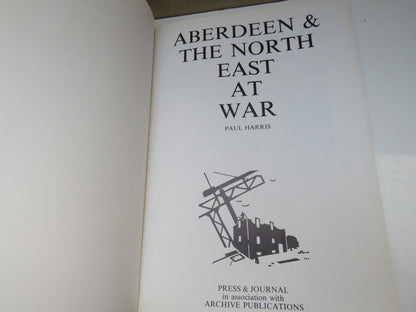 ABERDEEN &
THE NORTH
EAST
AT
WAR
PAUL HARRIS
PRESS & JOURNAL
in association with
ARCHIVE PUBLICATIONS